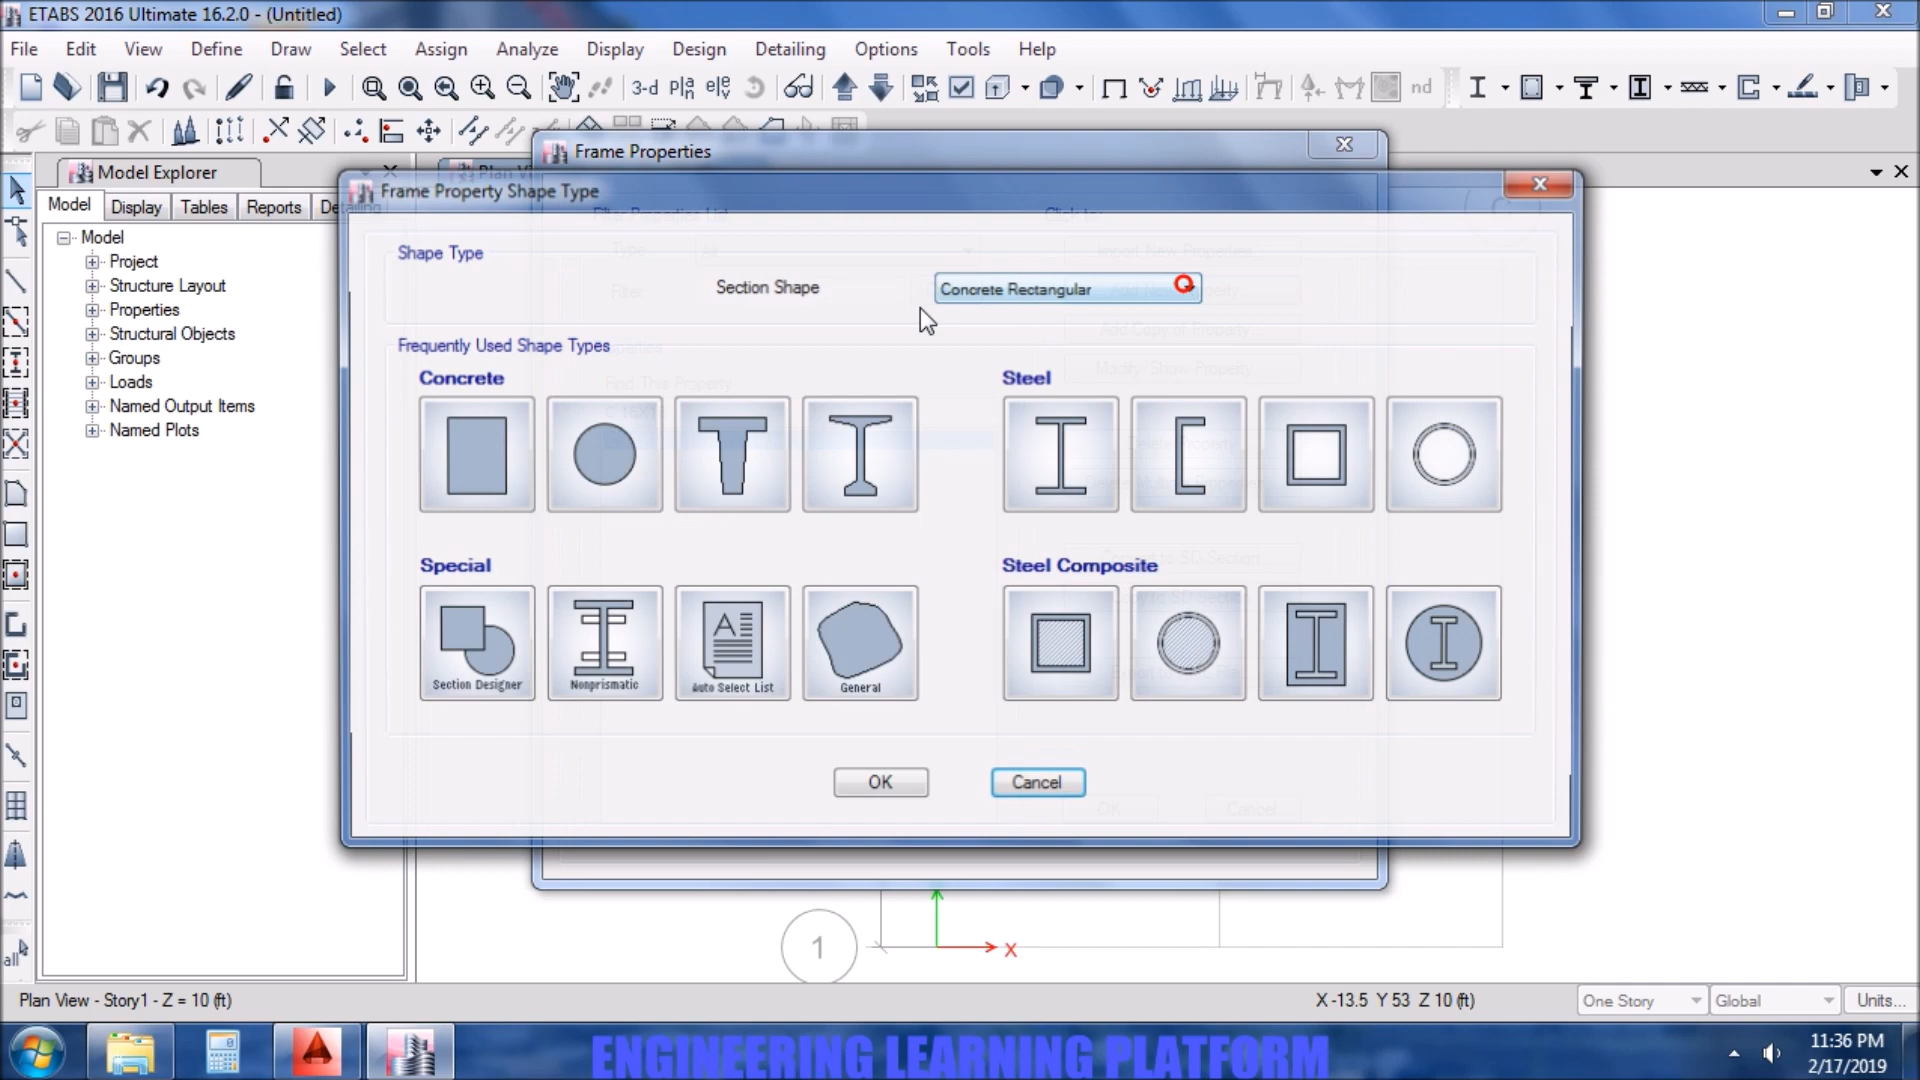 ETABS 2016 Ultimate 16.2.0 - (Untitled)
File Edit View Define Draw Select Assign Analyze Display Design Detailing Options Tools Help
3-d pla ele nd
Model Explorer
Frame Properties
Model Display Tables Reports
Frame Property Shape Type
Model
Project
Structure Layout
Properties
Structural Objects
Groups
Loads
Named Output Items
Named Plots
Shape Type
Section Shape
Concrete Rectangular
Frequently Used Shape Types
Concrete
Steel
Special
Steel Composite
Section Designer
Nonprismatic
Auto Select List
General
OK
Cancel
1
X
Plan View - Story1 - Z = 10 (ft)
X -13.5 Y 53 Z 10 (ft)
One Story
Global
Units...
ENGINEERING LEARNING PLATFORM
11:36 PM
2/17/2019